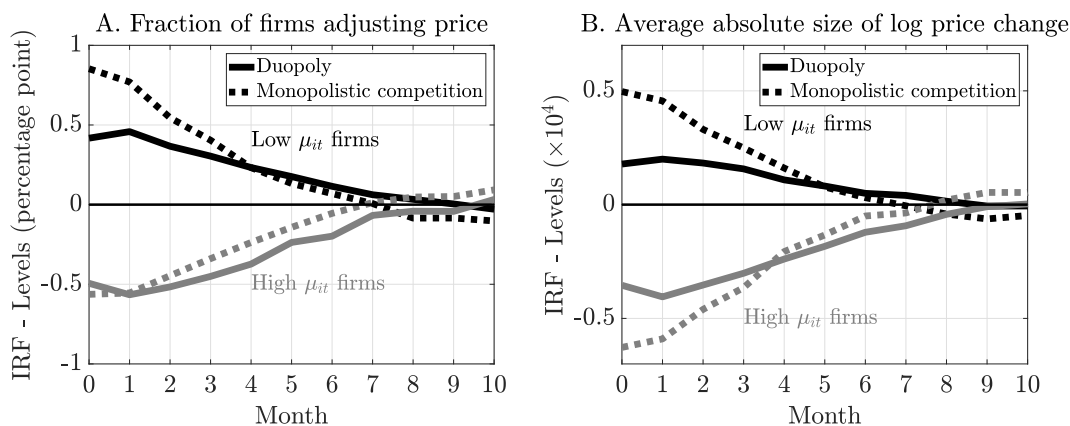 A. Fraction of firms adjusting price
IRF - Levels (percentage point)
1
0.5
0
-0.5
-1
Duopoly
Monopolistic competition
Low μit firms
High μit firms
0 1 2 3 4 5 6 7 8 9 10
Month
B. Average absolute size of log price change
IRF - Levels (×10^4)
0.5
0
-0.5
Duopoly
Monopolistic competition
Low μit firms
High μit firms
0 1 2 3 4 5 6 7 8 9 10
Month